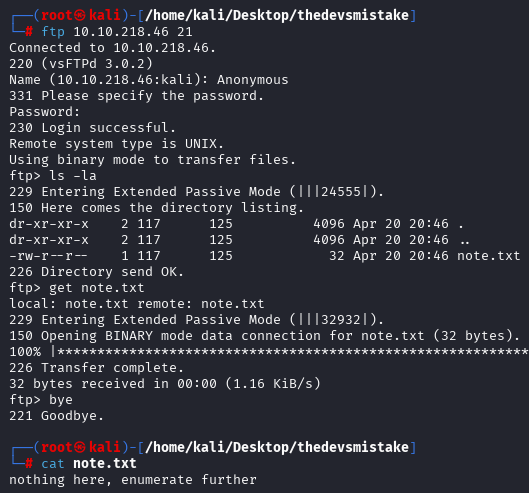 ┌──(root㉿kali)-[/home/kali/Desktop/thedevsmistake]
└─# ftp 10.10.218.46 21
Connected to 10.10.218.46.
220 (vsFTPd 3.0.2)
Name (10.10.218.46:kali): Anonymous
331 Please specify the password.
Password:
230 Login successful.
Remote system type is UNIX.
Using binary mode to transfer files.
ftp> ls -la
229 Entering Extended Passive Mode (|||24555|).
150 Here comes the directory listing.
dr-xr-xr-x    2 117      125          4096 Apr 20 20:46 .
dr-xr-xr-x    2 117      125          4096 Apr 20 20:46 ..
-rw-r--r--    1 117      125            32 Apr 20 20:46 note.txt
226 Directory send OK.
ftp> get note.txt
local: note.txt remote: note.txt
229 Entering Extended Passive Mode (|||32932|).
150 Opening BINARY mode data connection for note.txt (32 bytes).
100% |***********************************************************
226 Transfer complete.
32 bytes received in 00:00 (1.16 KiB/s)
ftp> bye
221 Goodbye.
┌──(root㉿kali)-[/home/kali/Desktop/thedevsmistake]
└─# cat note.txt
nothing here, enumerate further